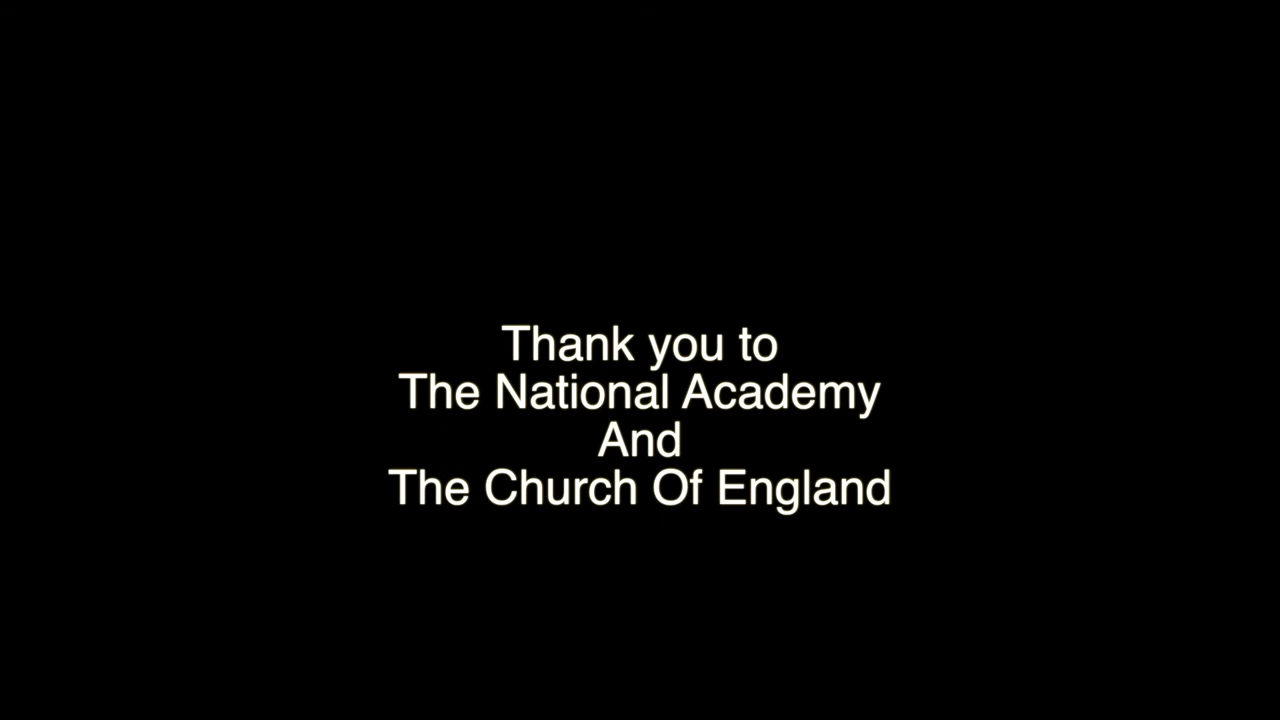 Thank you to
The National Academy
And
The Church Of England